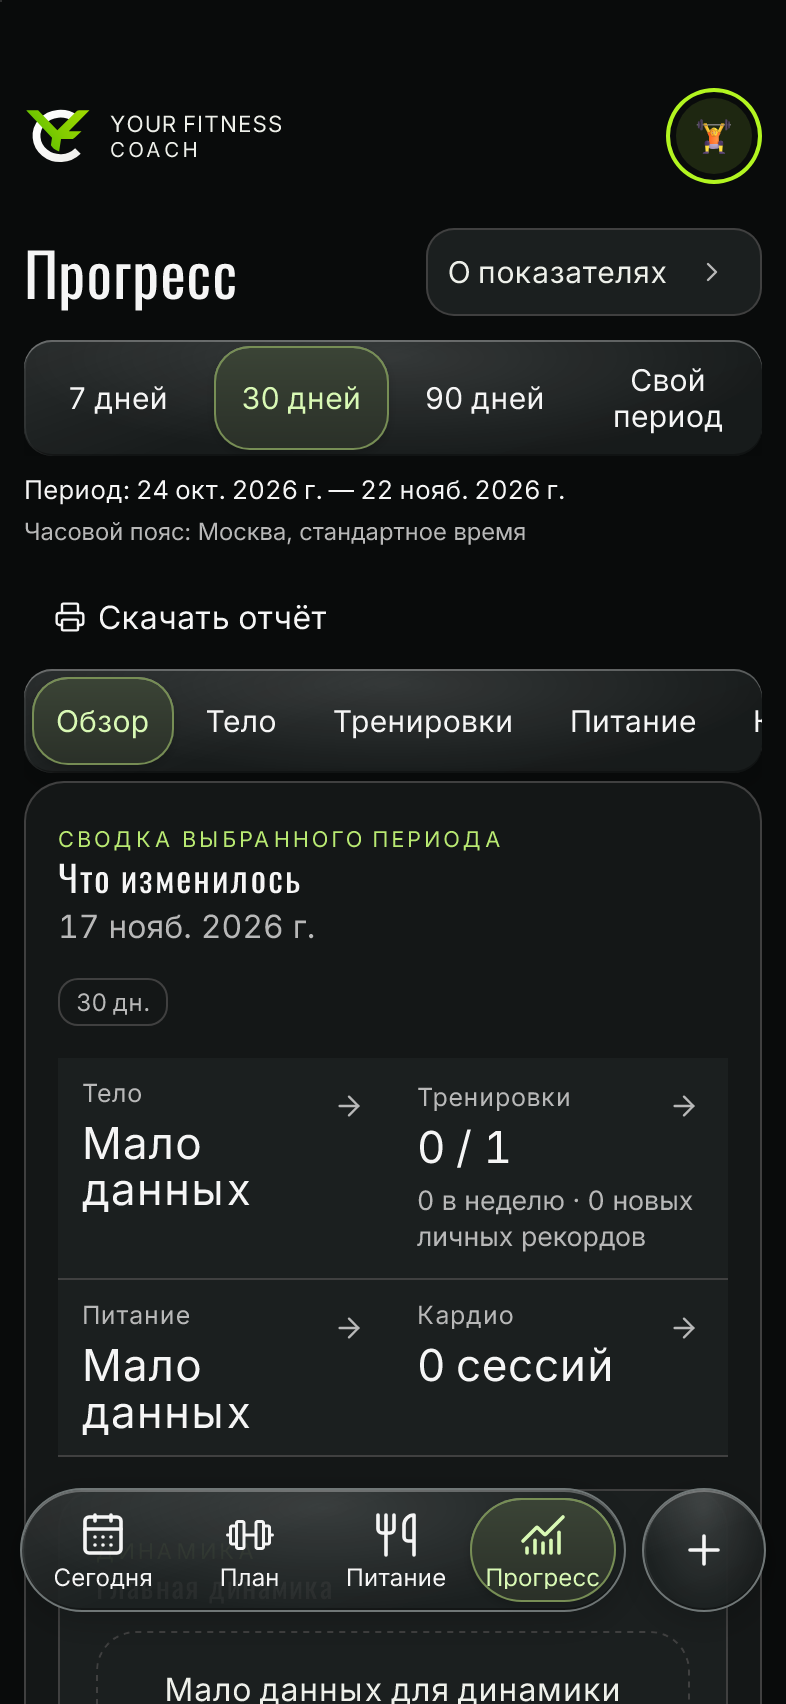 YOUR FITNESS
COACH
Прогресс
О показателях
7 дней
30 дней
90 дней
Свой
период
Период: 24 окт. 2026 г. — 22 нояб. 2026 г.
Часовой пояс: Москва, стандартное время
Скачать отчёт
Обзор
Тело
Тренировки
Питание
СВОДКА ВЫБРАННОГО ПЕРИОДА
Что изменилось
17 нояб. 2026 г.
30 дн.
Тело
Мало
данных
Тренировки
0 / 1
0 в неделю · 0 новых
личных рекордов
Питание
Мало
данных
Кардио
0 сессий
ДИНАМИКА
Главная динамика
Сегодня
План
Питание
Прогресс
Мало данных для динамики